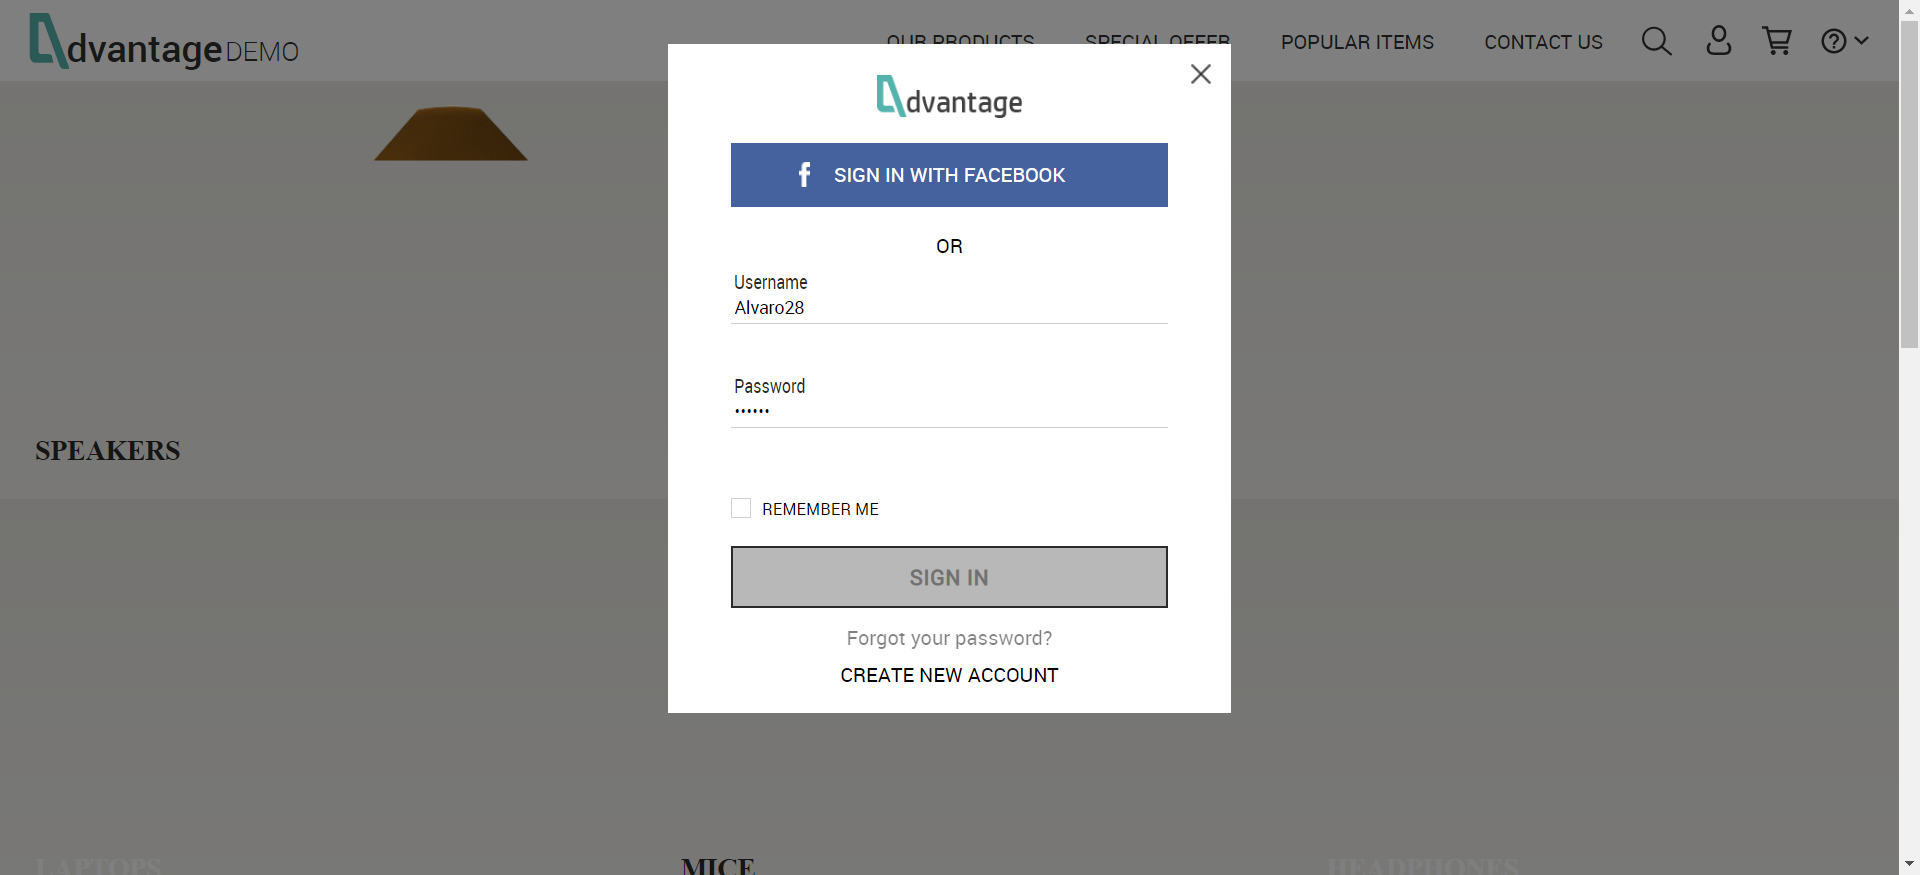 dvantage DEMO
OUR PRODUCTS
SPECIAL OFFER
POPULAR ITEMS
CONTACT US
dvantage
SIGN IN WITH FACEBOOK
OR
Username
Alvaro28
Password
••••••
REMEMBER ME
SIGN IN
Forgot your password?
CREATE NEW ACCOUNT
SPEAKERS
LAPTOPS
MICE
HEADPHONES